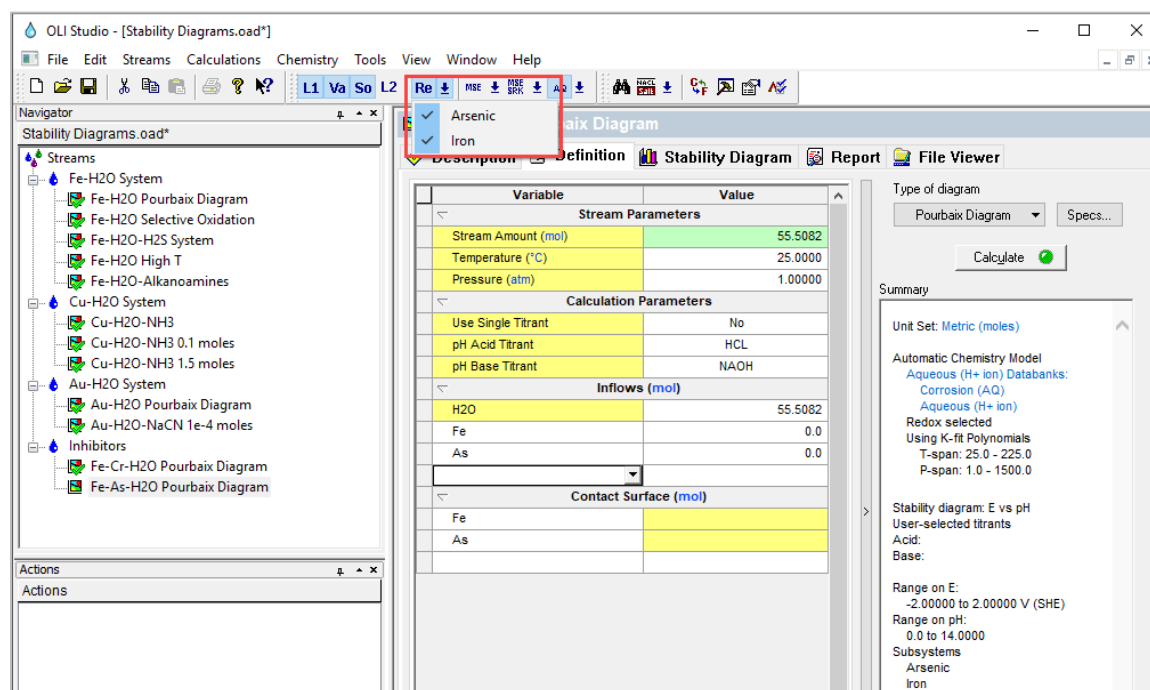 OLI Studio - [Stability Diagrams.oad*]
File Edit Streams Calculations Chemistry Tools View Window Help
L1 Va So L2 Re MSE MSE SRK AQ NACL
Navigator
Stability Diagrams.oad*
Streams
Fe-H2O System
Fe-H2O Pourbaix Diagram
Fe-H2O Selective Oxidation
Fe-H2O-H2S System
Fe-H2O High T
Fe-H2O-Alkanoamines
Cu-H2O System
Cu-H2O-NH3
Cu-H2O-NH3 0.1 moles
Cu-H2O-NH3 1.5 moles
Au-H2O System
Au-H2O Pourbaix Diagram
Au-H2O-NaCN 1e-4 moles
Inhibitors
Fe-Cr-H2O Pourbaix Diagram
Fe-As-H2O Pourbaix Diagram
Actions
Actions
Arsenic
Iron
baix Diagram
Description Definition Stability Diagram Report File Viewer
Variable Value
Stream Parameters
Stream Amount (mol) 55.5082
Temperature (°C) 25.0000
Pressure (atm) 1.00000
Calculation Parameters
Use Single Titrant No
pH Acid Titrant HCL
pH Base Titrant NAOH
Inflows (mol)
H2O 55.5082
Fe 0.0
As 0.0
Contact Surface (mol)
Fe
As
Type of diagram
Pourbaix Diagram Specs...
Calculate
Summary
Unit Set: Metric (moles)
Automatic Chemistry Model
Aqueous (H+ ion) Databanks:
Corrosion (AQ)
Aqueous (H+ ion)
Redox selected
Using K-fit Polynomials
T-span: 25.0 - 225.0
P-span: 1.0 - 1500.0
Stability diagram: E vs pH
User-selected titrants
Acid:
Base:
Range on E:
-2.00000 to 2.00000 V (SHE)
Range on pH:
0.0 to 14.0000
Subsystems
Arsenic
Iron